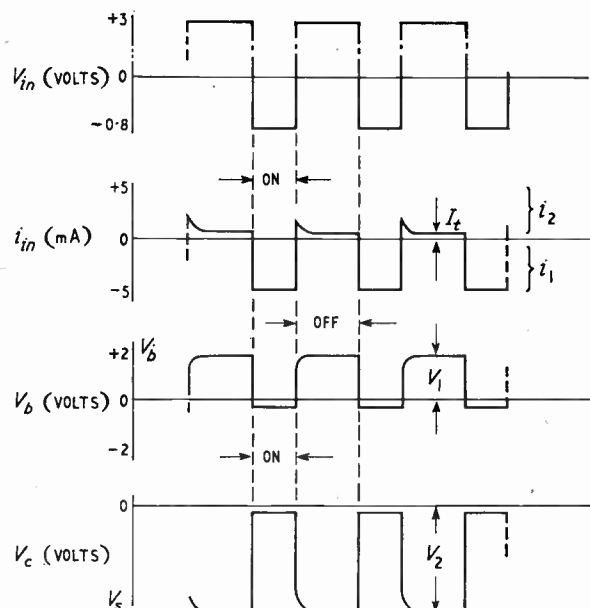 +3
V_in (VOLTS) 0
-0·8
ON
+5
I_t
i_2
i_in (mA) 0
i_1
-5
OFF
+2 V_b
V_1
V_b (VOLTS) 0
-2
ON
0
V_c (VOLTS)
V_2
V_s